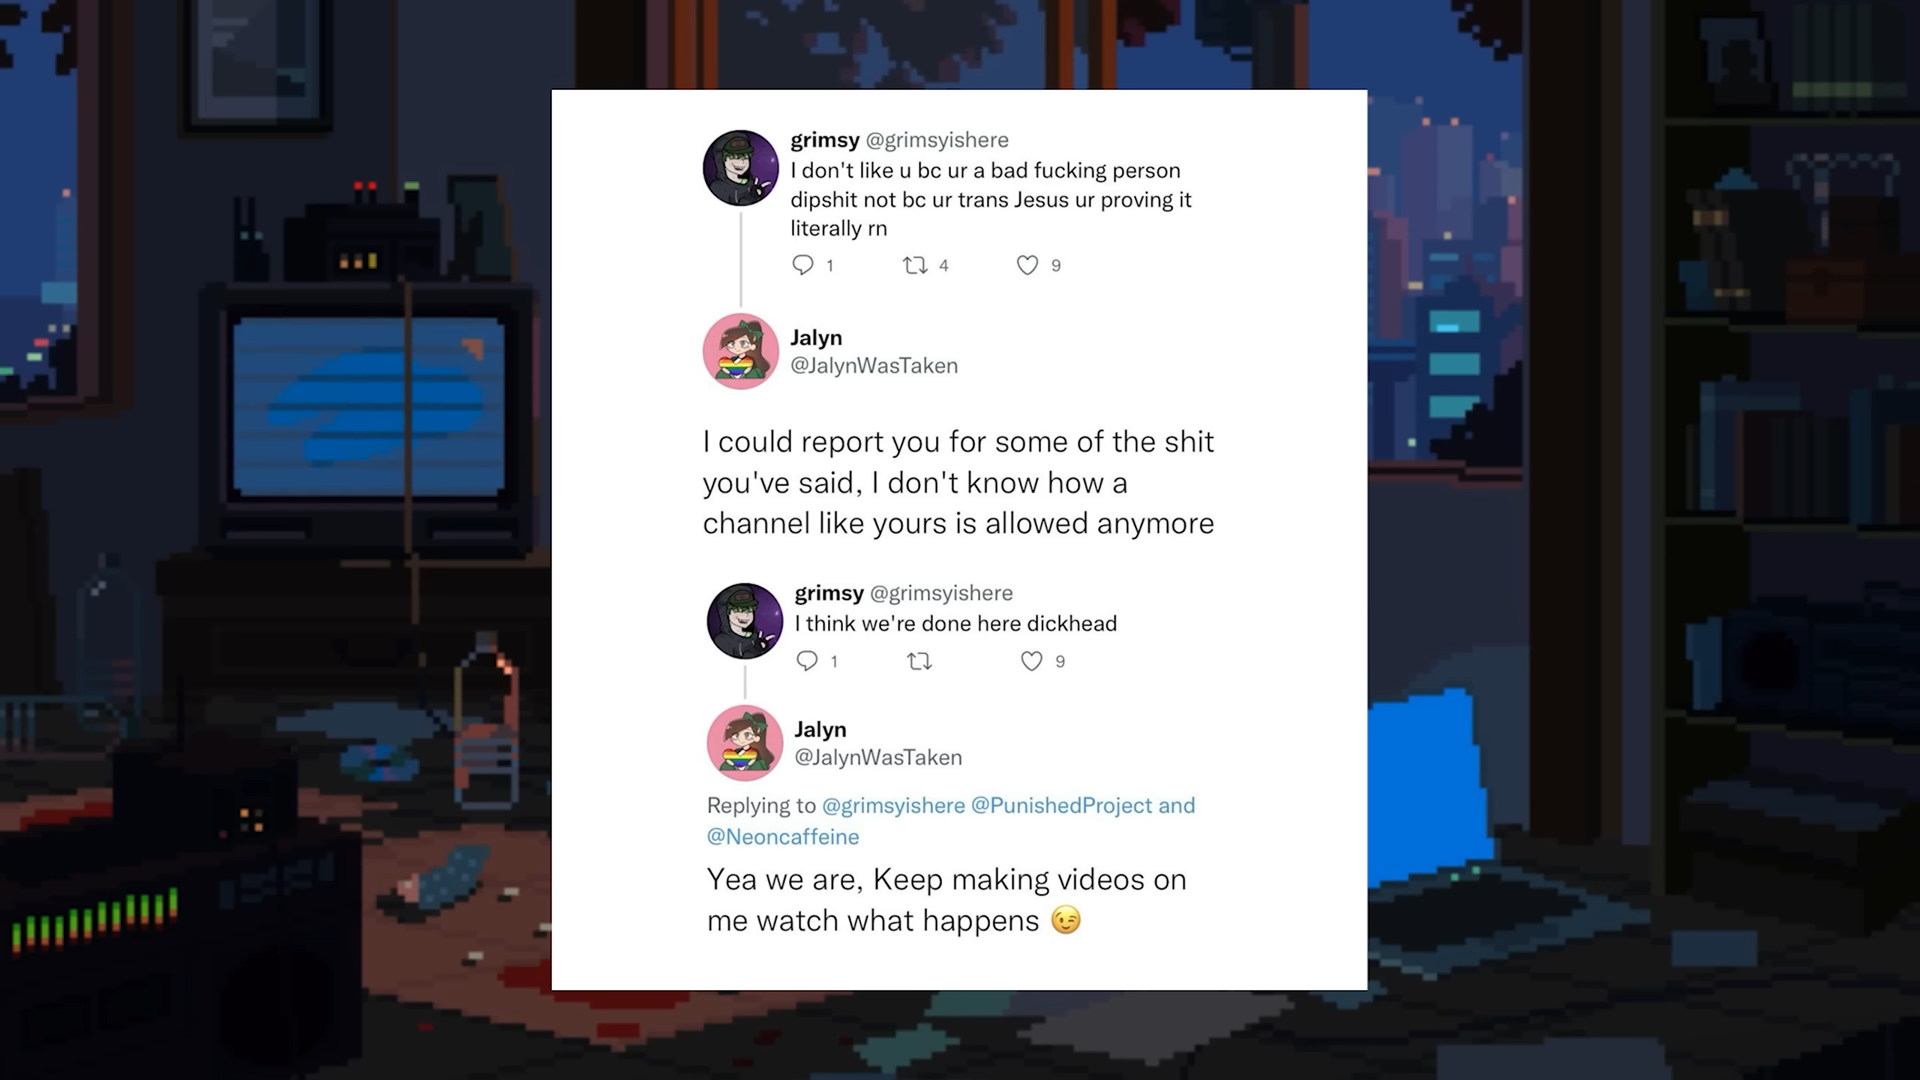 grimsy @grimsyishere
I don't like u bc ur a bad fucking person
dipshit not bc ur trans Jesus ur proving it
literally rn
1 4 9
Jalyn
@JalynWasTaken
I could report you for some of the shit
you've said, I don't know how a
channel like yours is allowed anymore
grimsy @grimsyishere
I think we're done here dickhead
1 9
Jalyn
@JalynWasTaken
Replying to @grimsyishere @PunishedProject and
@Neoncaffeine
Yea we are, Keep making videos on
me watch what happens 😉